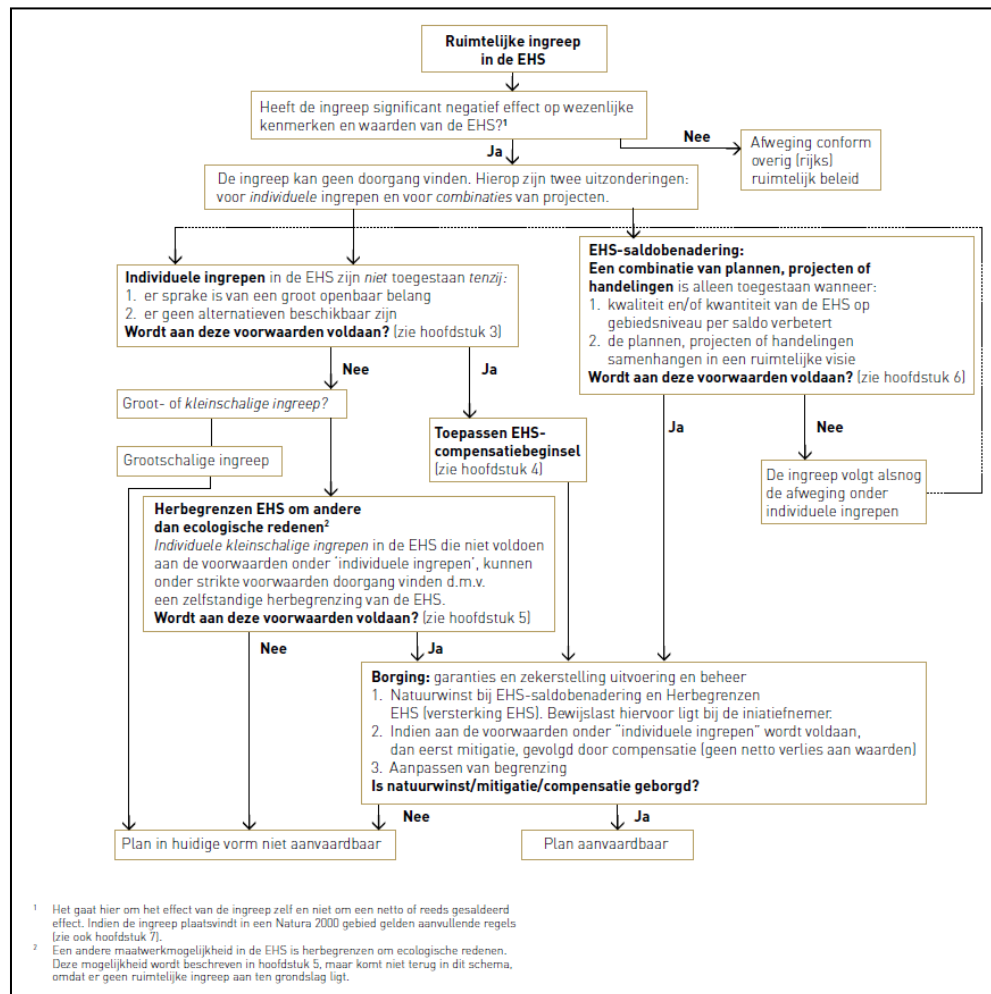 Ruimtelijke ingreep
in de EHS
Heeft de ingreep significant negatief effect op wezenlijke
kenmerken en waarden van de EHS?¹
Nee
Ja
Afweging conform
overig (rijks)
ruimtelijk beleid
De ingreep kan geen doorgang vinden. Hierop zijn twee uitzonderingen:
voor individuele ingrepen en voor combinaties van projecten.
Individuele ingrepen in de EHS zijn niet toegestaan tenzij:
1. er sprake is van een groot openbaar belang
2. er geen alternatieven beschikbaar zijn
Wordt aan deze voorwaarden voldaan? (zie hoofdstuk 3)
EHS-saldobenadering:
Een combinatie van plannen, projecten of
handelingen is alleen toegestaan wanneer:
1. kwaliteit en/of kwantiteit van de EHS op
gebiedsniveau per saldo verbetert
2. de plannen, projecten of handelingen
samenhangen in een ruimtelijke visie
Wordt aan deze voorwaarden voldaan? (zie hoofdstuk 6)
Nee
Ja
Groot- of kleinschalige ingreep?
Grootschalige ingreep
Toepassen EHS-
compensatiebeginsel
(zie hoofdstuk 4)
Ja
Nee
De ingreep volgt alsnog
de afweging onder
individuele ingrepen
Herbegrenzen EHS om andere
dan ecologische redenen²
Individuele kleinschalige ingrepen in de EHS die niet voldoen
aan de voorwaarden onder ‘individuele ingrepen’, kunnen
onder strikte voorwaarden doorgang vinden d.m.v.
een zelfstandige herbegrenzing van de EHS.
Wordt aan deze voorwaarden voldaan? (zie hoofdstuk 5)
Nee
Ja
Borging: garanties en zekerstelling uitvoering en beheer
1. Natuurwinst bij EHS-saldobenadering en Herbegrenzen
EHS (versterking EHS). Bewijslast hiervoor ligt bij de iniatiefnemer.
2. Indien aan de voorwaarden onder “individuele ingrepen” wordt voldaan,
dan eerst mitigatie, gevolgd door compensatie (geen netto verlies aan waarden)
3. Aanpassen van begrenzing
Is natuurwinst/mitigatie/compensatie geborgd?
Nee
Ja
Plan in huidige vorm niet aanvaardbaar
Plan aanvaardbaar
¹ Het gaat hier om het effect van de ingreep zelf en niet om een netto of reeds gesaldeerd
effect. Indien de ingreep plaatsvindt in een Natura 2000 gebied gelden aanvullende regels
(zie ook hoofdstuk 7).
² Een andere maatwerkmogelijkheid in de EHS is herbegrenzen om ecologische redenen.
Deze mogelijkheid wordt beschreven in hoofdstuk 5, maar komt niet terug in dit schema,
omdat er geen ruimtelijke ingreep aan ten grondslag ligt.